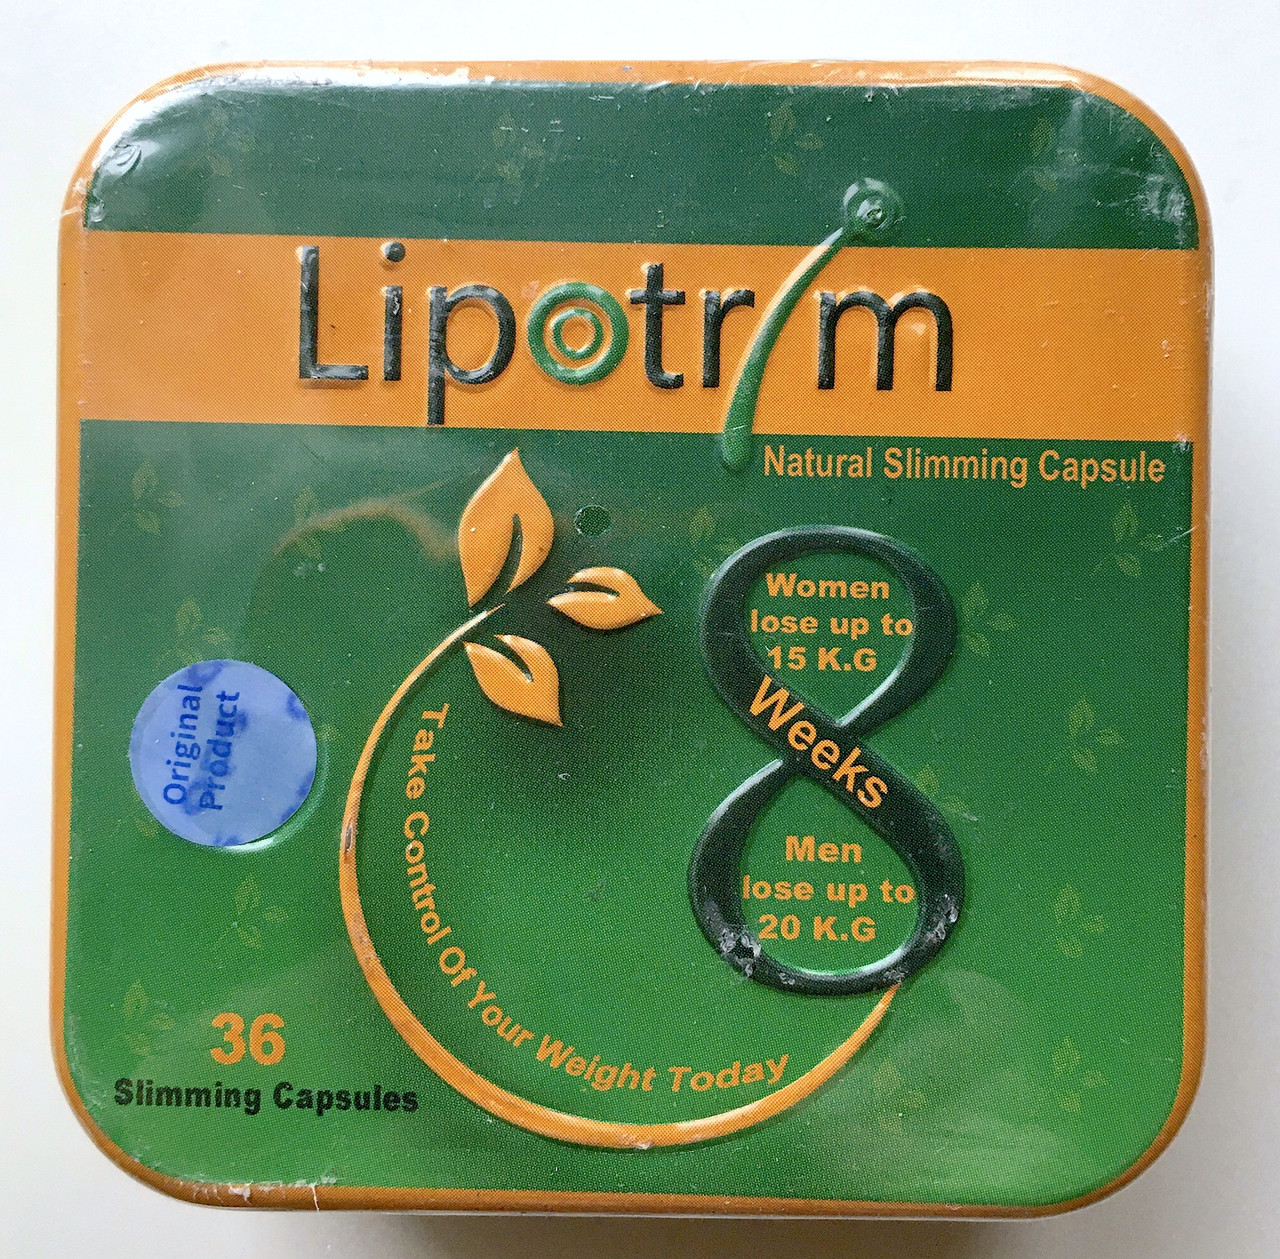 Lipotrim
Natural Slimming Capsule
Women
lose up to
15 K.G
8
Weeks
Men
lose up to
20 K.G
Original
Product
Take Control Of Your Weight Today
36
Slimming Capsules